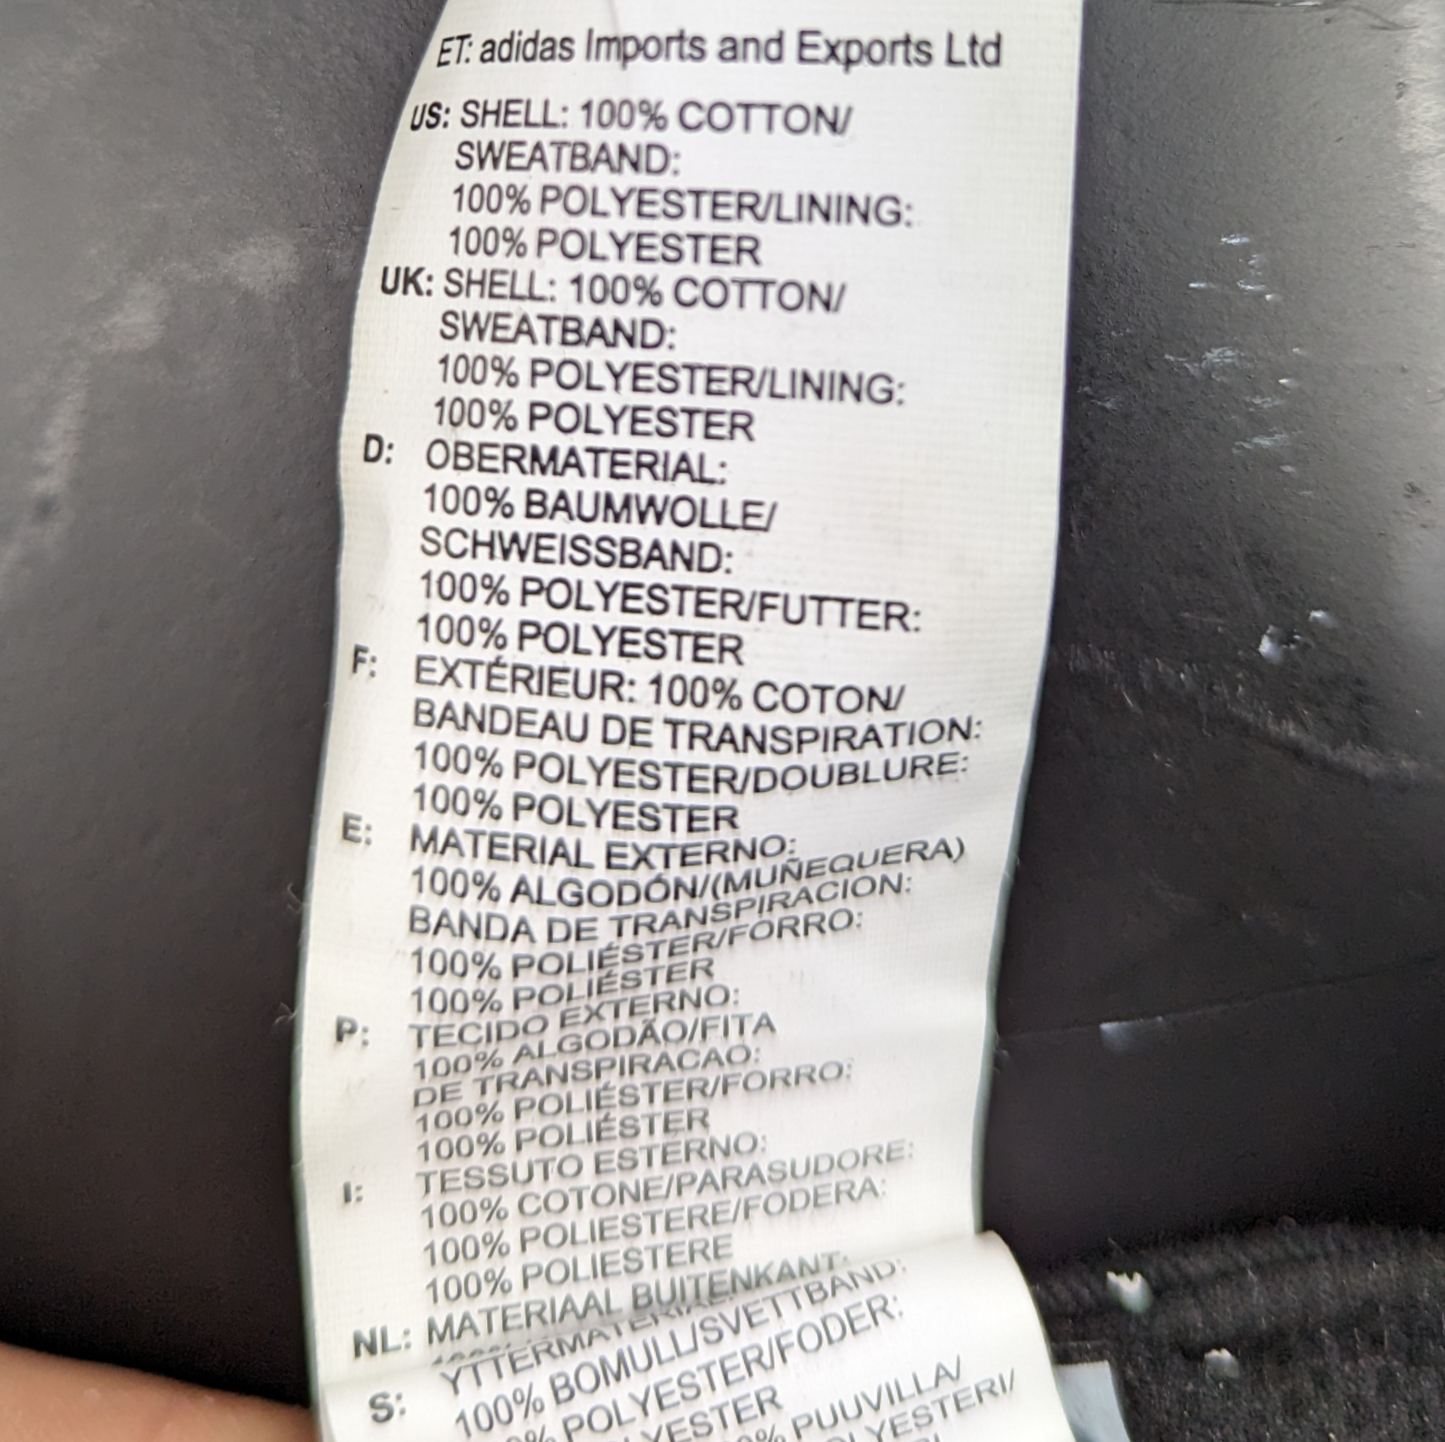 ET: adidas Imports and Exports Ltd
US: SHELL: 100% COTTON/
SWEATBAND:
100% POLYESTER/LINING:
100% POLYESTER
UK: SHELL: 100% COTTON/
SWEATBAND:
100% POLYESTER/LINING:
100% POLYESTER
D: OBERMATERIAL:
100% BAUMWOLLE/
SCHWEISSBAND:
100% POLYESTER/FUTTER:
100% POLYESTER
F: EXTÉRIEUR: 100% COTON/
BANDEAU DE TRANSPIRATION:
100% POLYESTER/DOUBLURE:
100% POLYESTER
E: MATERIAL EXTERNO:
100% ALGODÓN/(MUÑEQUERA)
BANDA DE TRANSPIRACION:
100% POLIÉSTER/FORRO:
100% POLIÉSTER
P: TECIDO EXTERNO:
100% ALGODÃO/FITA
DE TRANSPIRACAO:
100% POLIÉSTER/FORRO:
100% POLIÉSTER
I: TESSUTO ESTERNO:
100% COTONE/PARASUDORE:
100% POLIESTERE/FODERA:
100% POLIESTERE
NL: MATERIAAL BUITENKANT:
S: YTTERMATERIAL SVETTBAND:
100% BOMULL/SVETTBAND:
POLYESTER/FODER:
PUUVILLA/